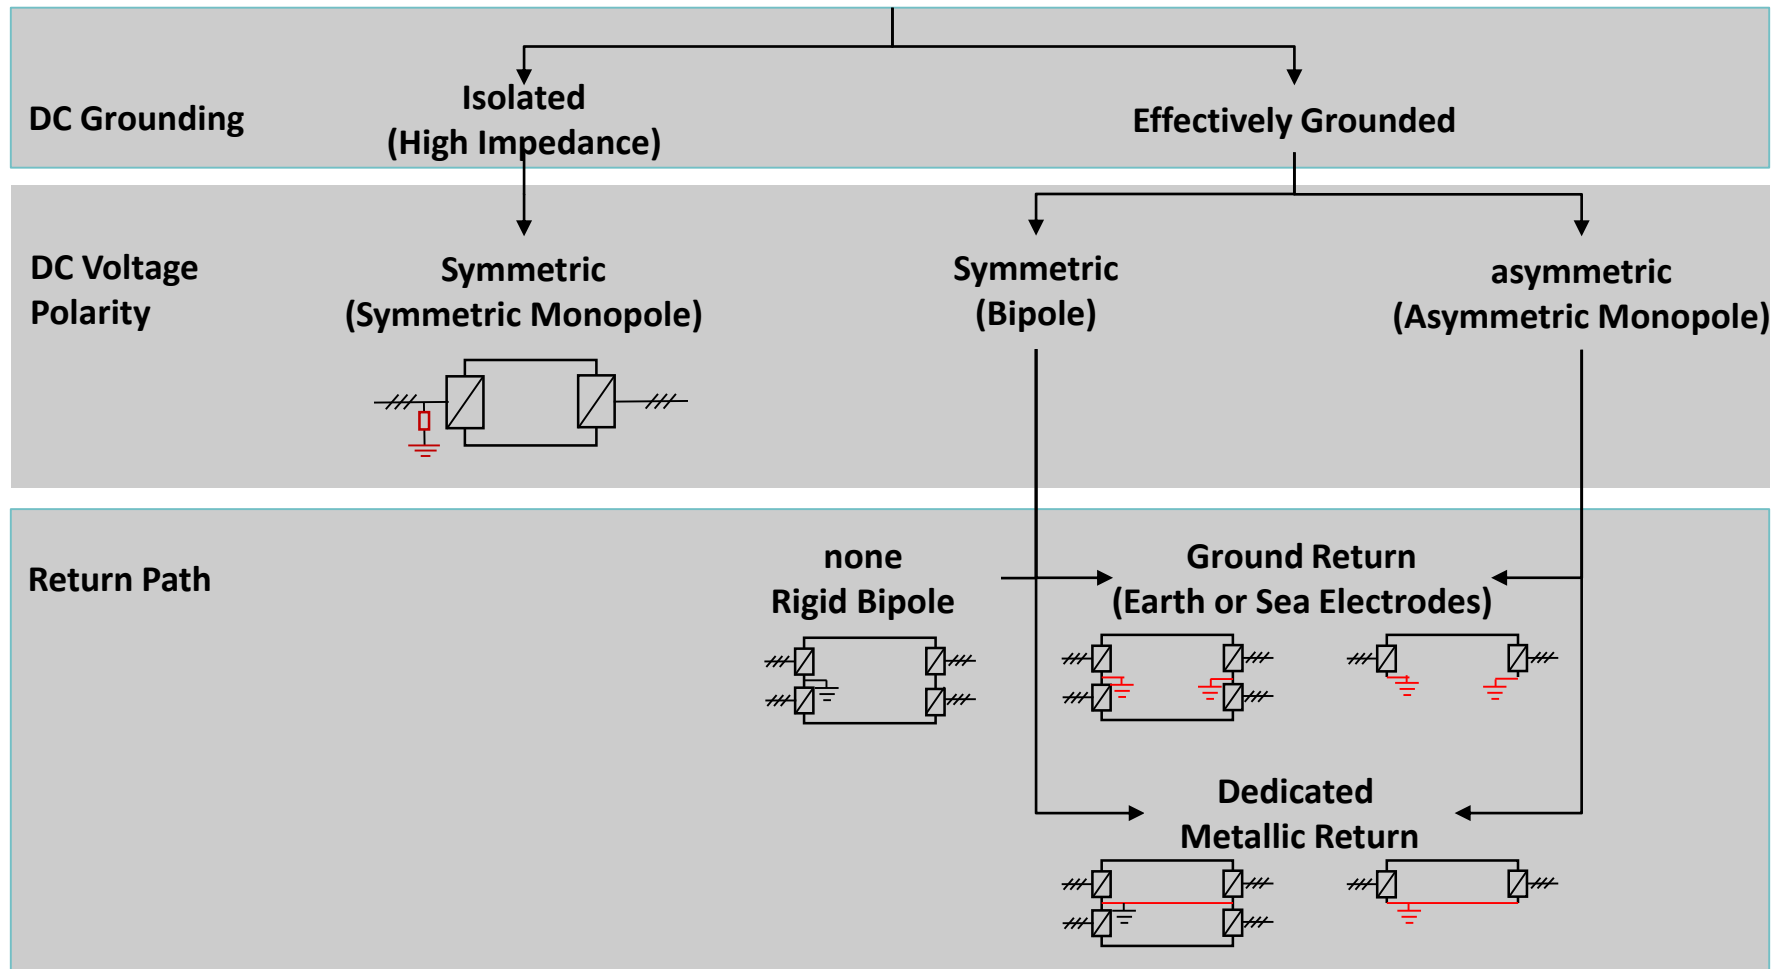 DC Grounding
Isolated
(High Impedance)
Effectively Grounded
DC Voltage
Polarity
Symmetric
(Symmetric Monopole)
Symmetric
(Bipole)
asymmetric
(Asymmetric Monopole)
Return Path
none
Rigid Bipole
Ground Return
(Earth or Sea Electrodes)
Dedicated
Metallic Return